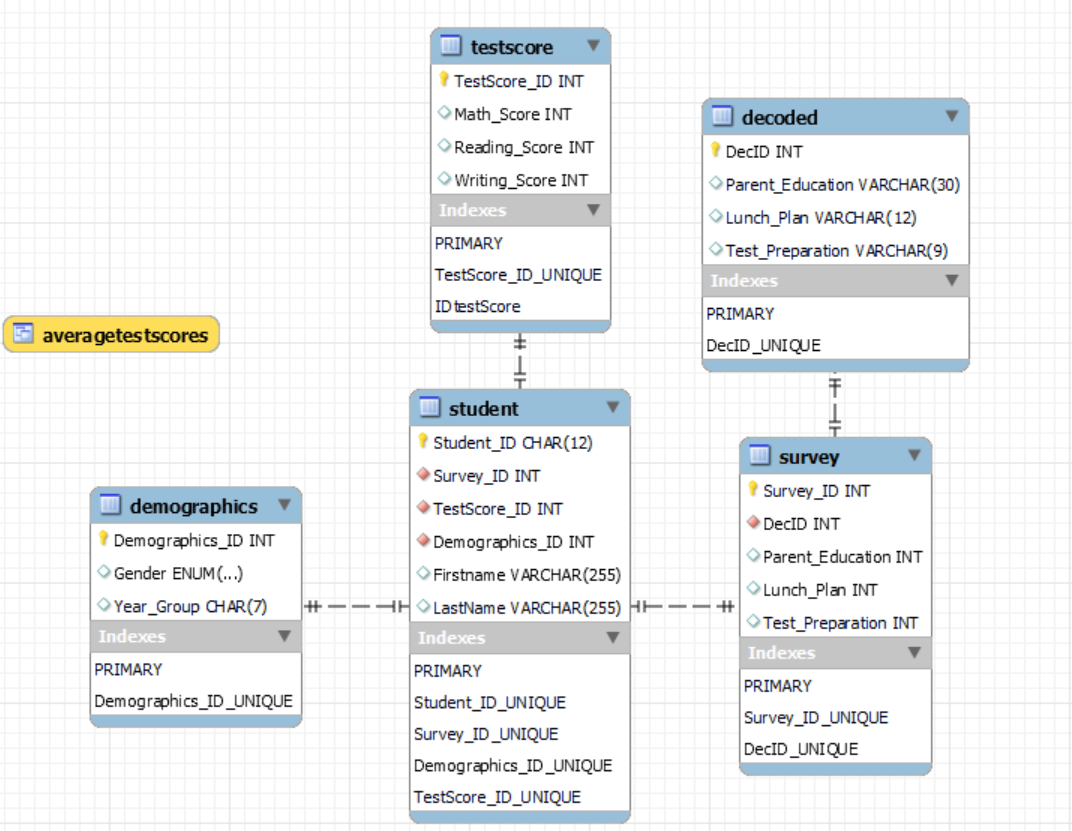 testscore
TestScore_ID INT
Math_Score INT
Reading_Score INT
Writing_Score INT
Indexes
PRIMARY
TestScore_ID_UNIQUE
IDtestScore
decoded
DecID INT
Parent_Education VARCHAR(30)
Lunch_Plan VARCHAR(12)
Test_Preparation VARCHAR(9)
Indexes
PRIMARY
DecID_UNIQUE
averagetestscores
student
Student_ID CHAR(12)
Survey_ID INT
TestScore_ID INT
Demographics_ID INT
Firstname VARCHAR(255)
LastName VARCHAR(255)
Indexes
PRIMARY
Student_ID_UNIQUE
Survey_ID_UNIQUE
Demographics_ID_UNIQUE
TestScore_ID_UNIQUE
survey
Survey_ID INT
DecID INT
Parent_Education INT
Lunch_Plan INT
Test_Preparation INT
Indexes
PRIMARY
Survey_ID_UNIQUE
DecID_UNIQUE
demographics
Demographics_ID INT
Gender ENUM(...)
Year_Group CHAR(7)
Indexes
PRIMARY
Demographics_ID_UNIQUE